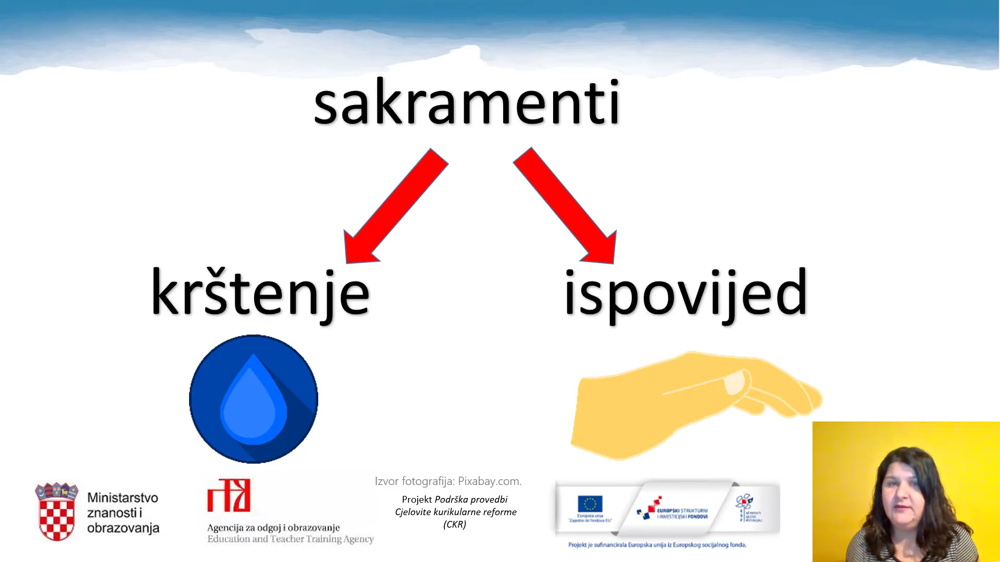 sakramenti
krštenje
ispovijed
Izvor fotografija: Pixabay.com.
Projekt Podrška provedbi
Cjelovite kurikularne reforme
(CKR)
Ministarstvo
znanosti i
obrazovanja
Agencija za odgoj i obrazovanje
Education and Teacher Training Agency
Europska unija
"Zajedno do fondova EU"
EUROPSKI STRUKTURNI
I INVESTICIJSKI FONDOVI
Projekt je sufinancirala Europska unija iz Europskog socijalnog fonda.